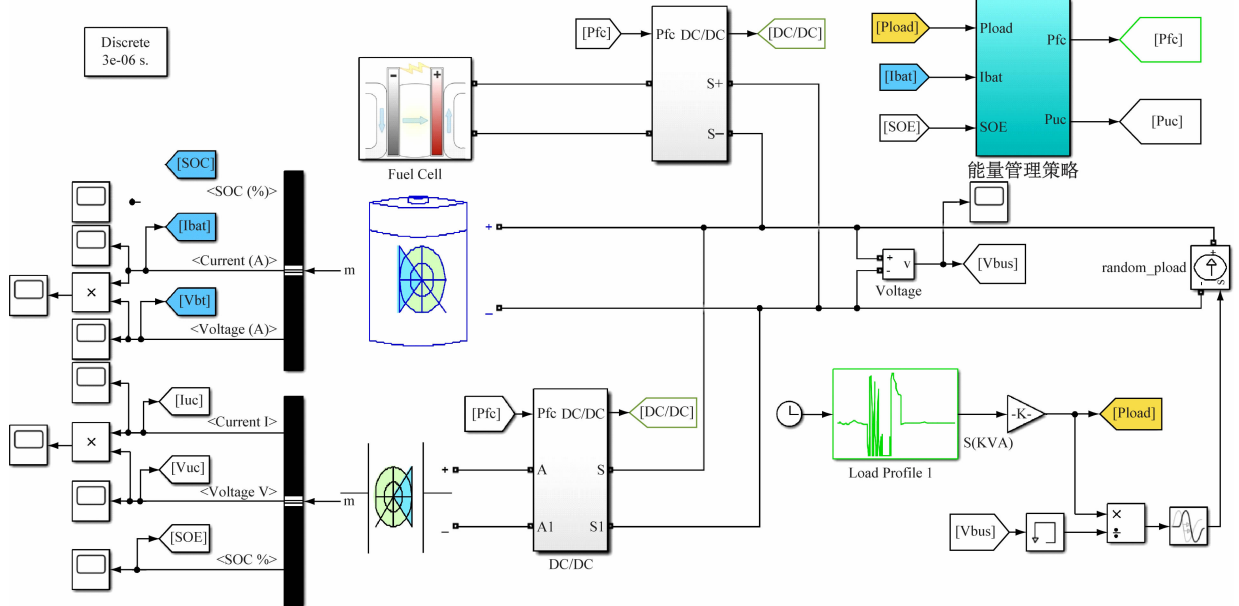 Discrete
3e-06 s.
[Pfc]
Pfc DC/DC
[DC/DC]
S+
S−
Fuel Cell
[Pload]
Pload
Pfc
[Pfc]
[Ibat]
Ibat
[SOE]
SOE
Puc
[Puc]
能量管理策略
[SOC]
<SOC (%)>
[Ibat]
<Current (A)>
m
×
[Vbt]
<Voltage (A)>
+
−
+
-
v
Voltage
[Vbus]
random_pload
+
-
S
[Iuc]
<Current I>
×
[Vuc]
<Voltage V>
m
[SOE]
<SOC %>
+
−
[Pfc]
Pfc DC/DC
[DC/DC]
A
S
A1
S1
DC/DC
Load Profile 1
S(KVA)
-K-
[Pload]
[Vbus]
×
÷